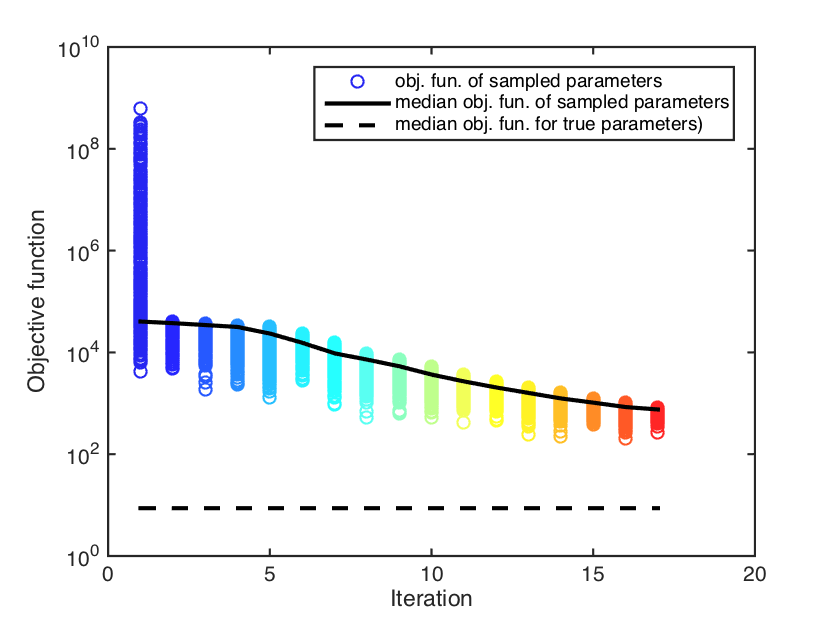 10^10
10^8
10^6
10^4
10^2
10^0
Objective function
obj. fun. of sampled parameters
median obj. fun. of sampled parameters
median obj. fun. for true parameters)
0
5
10
15
20
Iteration